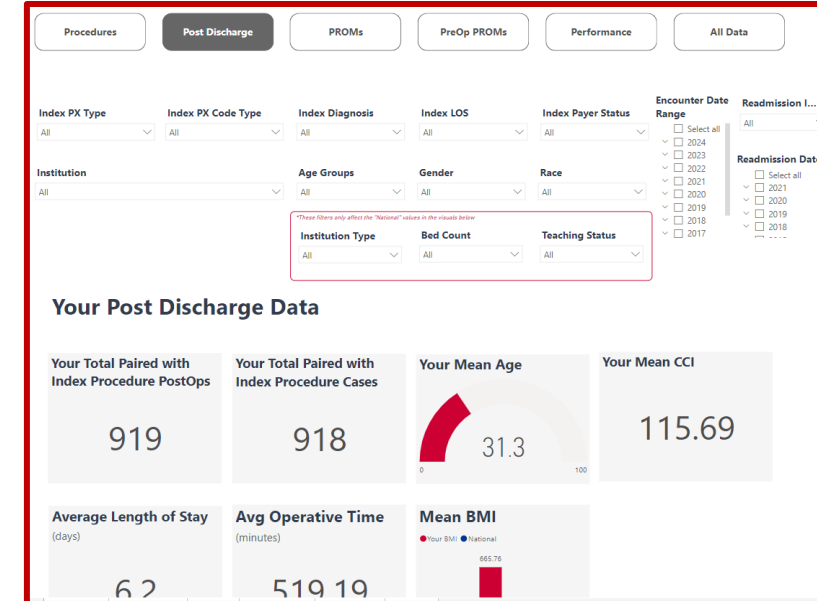 Procedures
Post Discharge
PROMs
PreOp PROMs
Performance
All Data
Index PX Type
All
Index PX Code Type
All
Index Diagnosis
All
Index LOS
All
Index Payer Status
All
Encounter Date Range
Select all
2024
2023
2022
2021
2020
2019
2018
2017
Readmission I...
All
Readmission Date
Select all
2021
2020
2019
2018
Institution
All
Age Groups
All
Gender
All
Race
All
*These filters only affect the "National" values in the visuals below
Institution Type
All
Bed Count
All
Teaching Status
All
Your Post Discharge Data
Your Total Paired with
Index Procedure PostOps
919
Your Total Paired with
Index Procedure Cases
918
Your Mean Age
31.3
0
100
Your Mean CCI
115.69
Average Length of Stay
(days)
6.2
Avg Operative Time
(minutes)
519.19
Mean BMI
Your BMI National
665.76